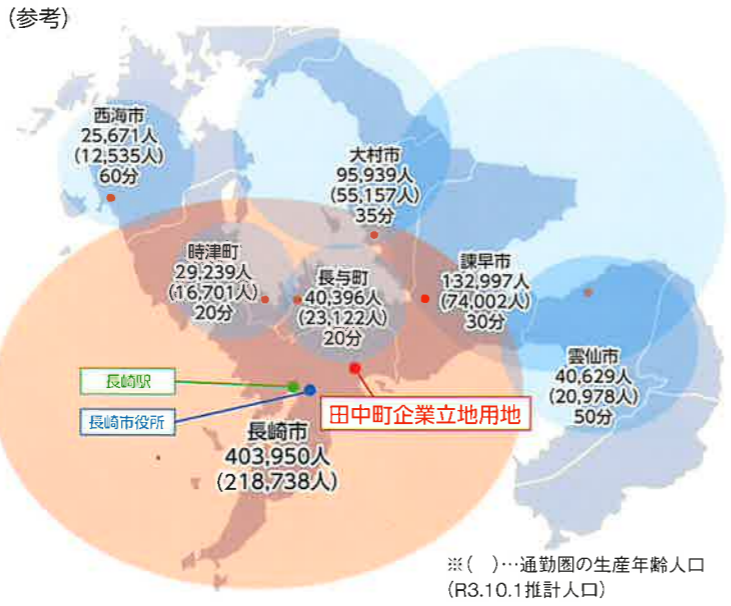 (参考)
西海市
25,671人
(12,535人)
60分
大村市
95,939人
(55,157人)
35分
時津町
29,239人
(16,701人)
20分
長与町
40,396人
(23,122人)
20分
諫早市
132,997人
(74,002人)
30分
雲仙市
40,629人
(20,978人)
50分
長崎駅
長崎市役所
田中町企業立地用地
長崎市
403,950人
(218,738人)
※(　)…通勤圏の生産年齢人口
(R3.10.1推計人口)